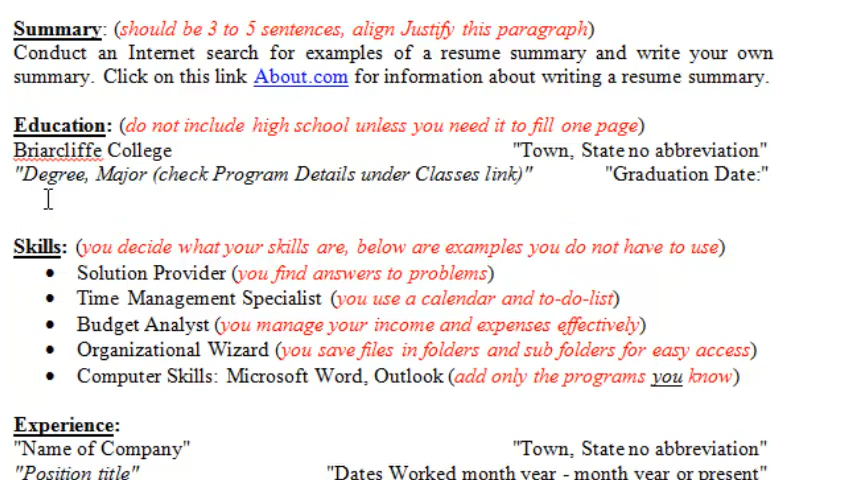 Summary: (should be 3 to 5 sentences, align Justify this paragraph)
Conduct an Internet search for examples of a resume summary and write your own
summary. Click on this link About.com for information about writing a resume summary.
Education: (do not include high school unless you need it to fill one page)
Briarcliffe College "Town, State no abbreviation"
"Degree, Major (check Program Details under Classes link)" "Graduation Date:"
Skills: (you decide what your skills are, below are examples you do not have to use)
• Solution Provider (you find answers to problems)
• Time Management Specialist (you use a calendar and to-do-list)
• Budget Analyst (you manage your income and expenses effectively)
• Organizational Wizard (you save files in folders and sub folders for easy access)
• Computer Skills: Microsoft Word, Outlook (add only the programs you know)
Experience:
"Name of Company" "Town, State no abbreviation"
"Position title" "Dates Worked month year - month year or present"